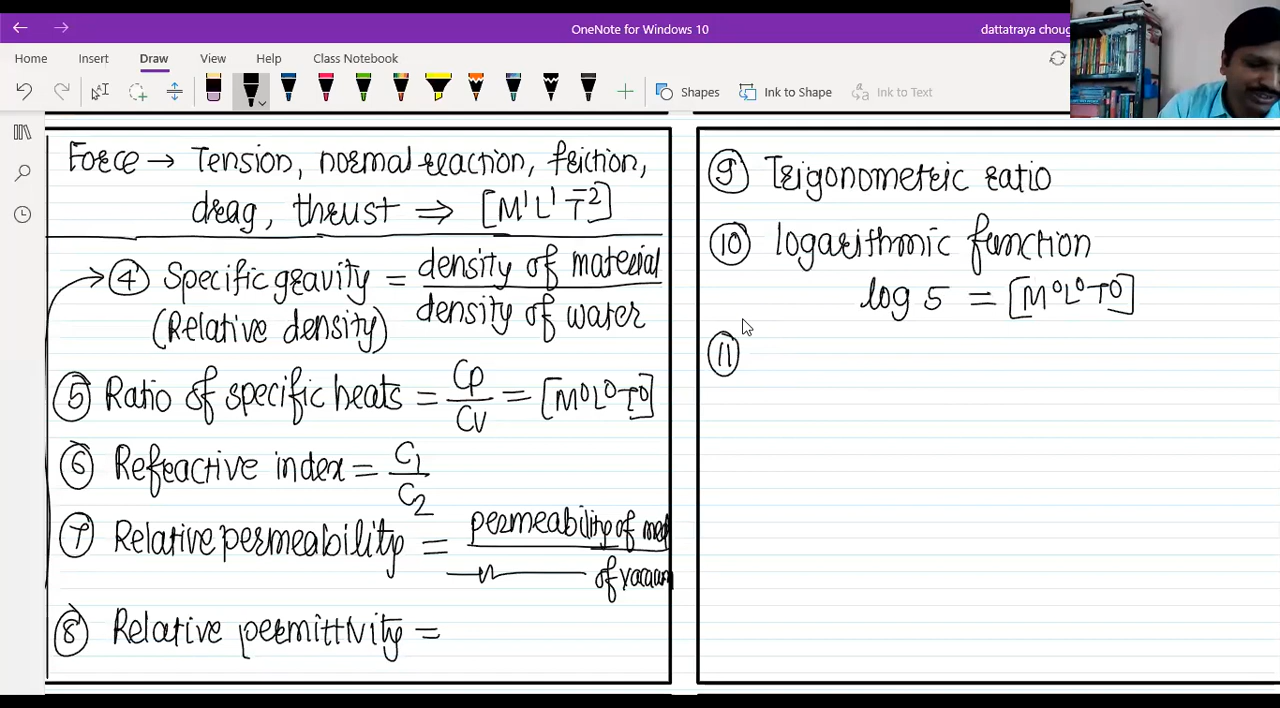 OneNote for Windows 10
dattatraya choug
Home Insert Draw View Help Class Notebook
Shapes Ink to Shape Ink to Text
Force → Tension, normal reaction, friction,
drag, thrust ⇒ [M¹L¹T⁻²]
④ Specific gravity = density of material / density of water
(Relative density)
⑤ Ratio of specific heats = Cp / Cv = [M⁰L⁰T⁰]
⑥ Refractive index = C₁ / C₂
⑦ Relative permeability = permeability of med / of vacuum
⑧ Relative permittivity =
⑨ Trigonometric ratio
⑩ logarithmic function
log 5 = [M⁰L⁰T⁰]
⑪